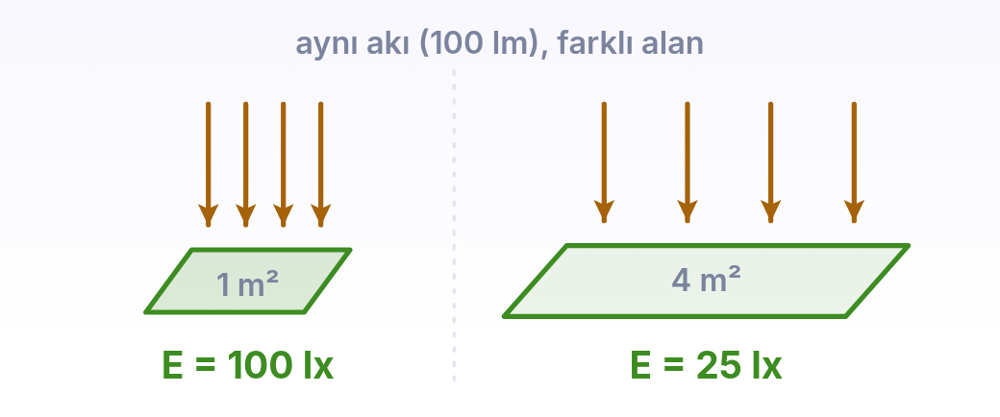 aynı akı (100 lm), farklı alan
1 m²
4 m²
E = 100 lx
E = 25 lx